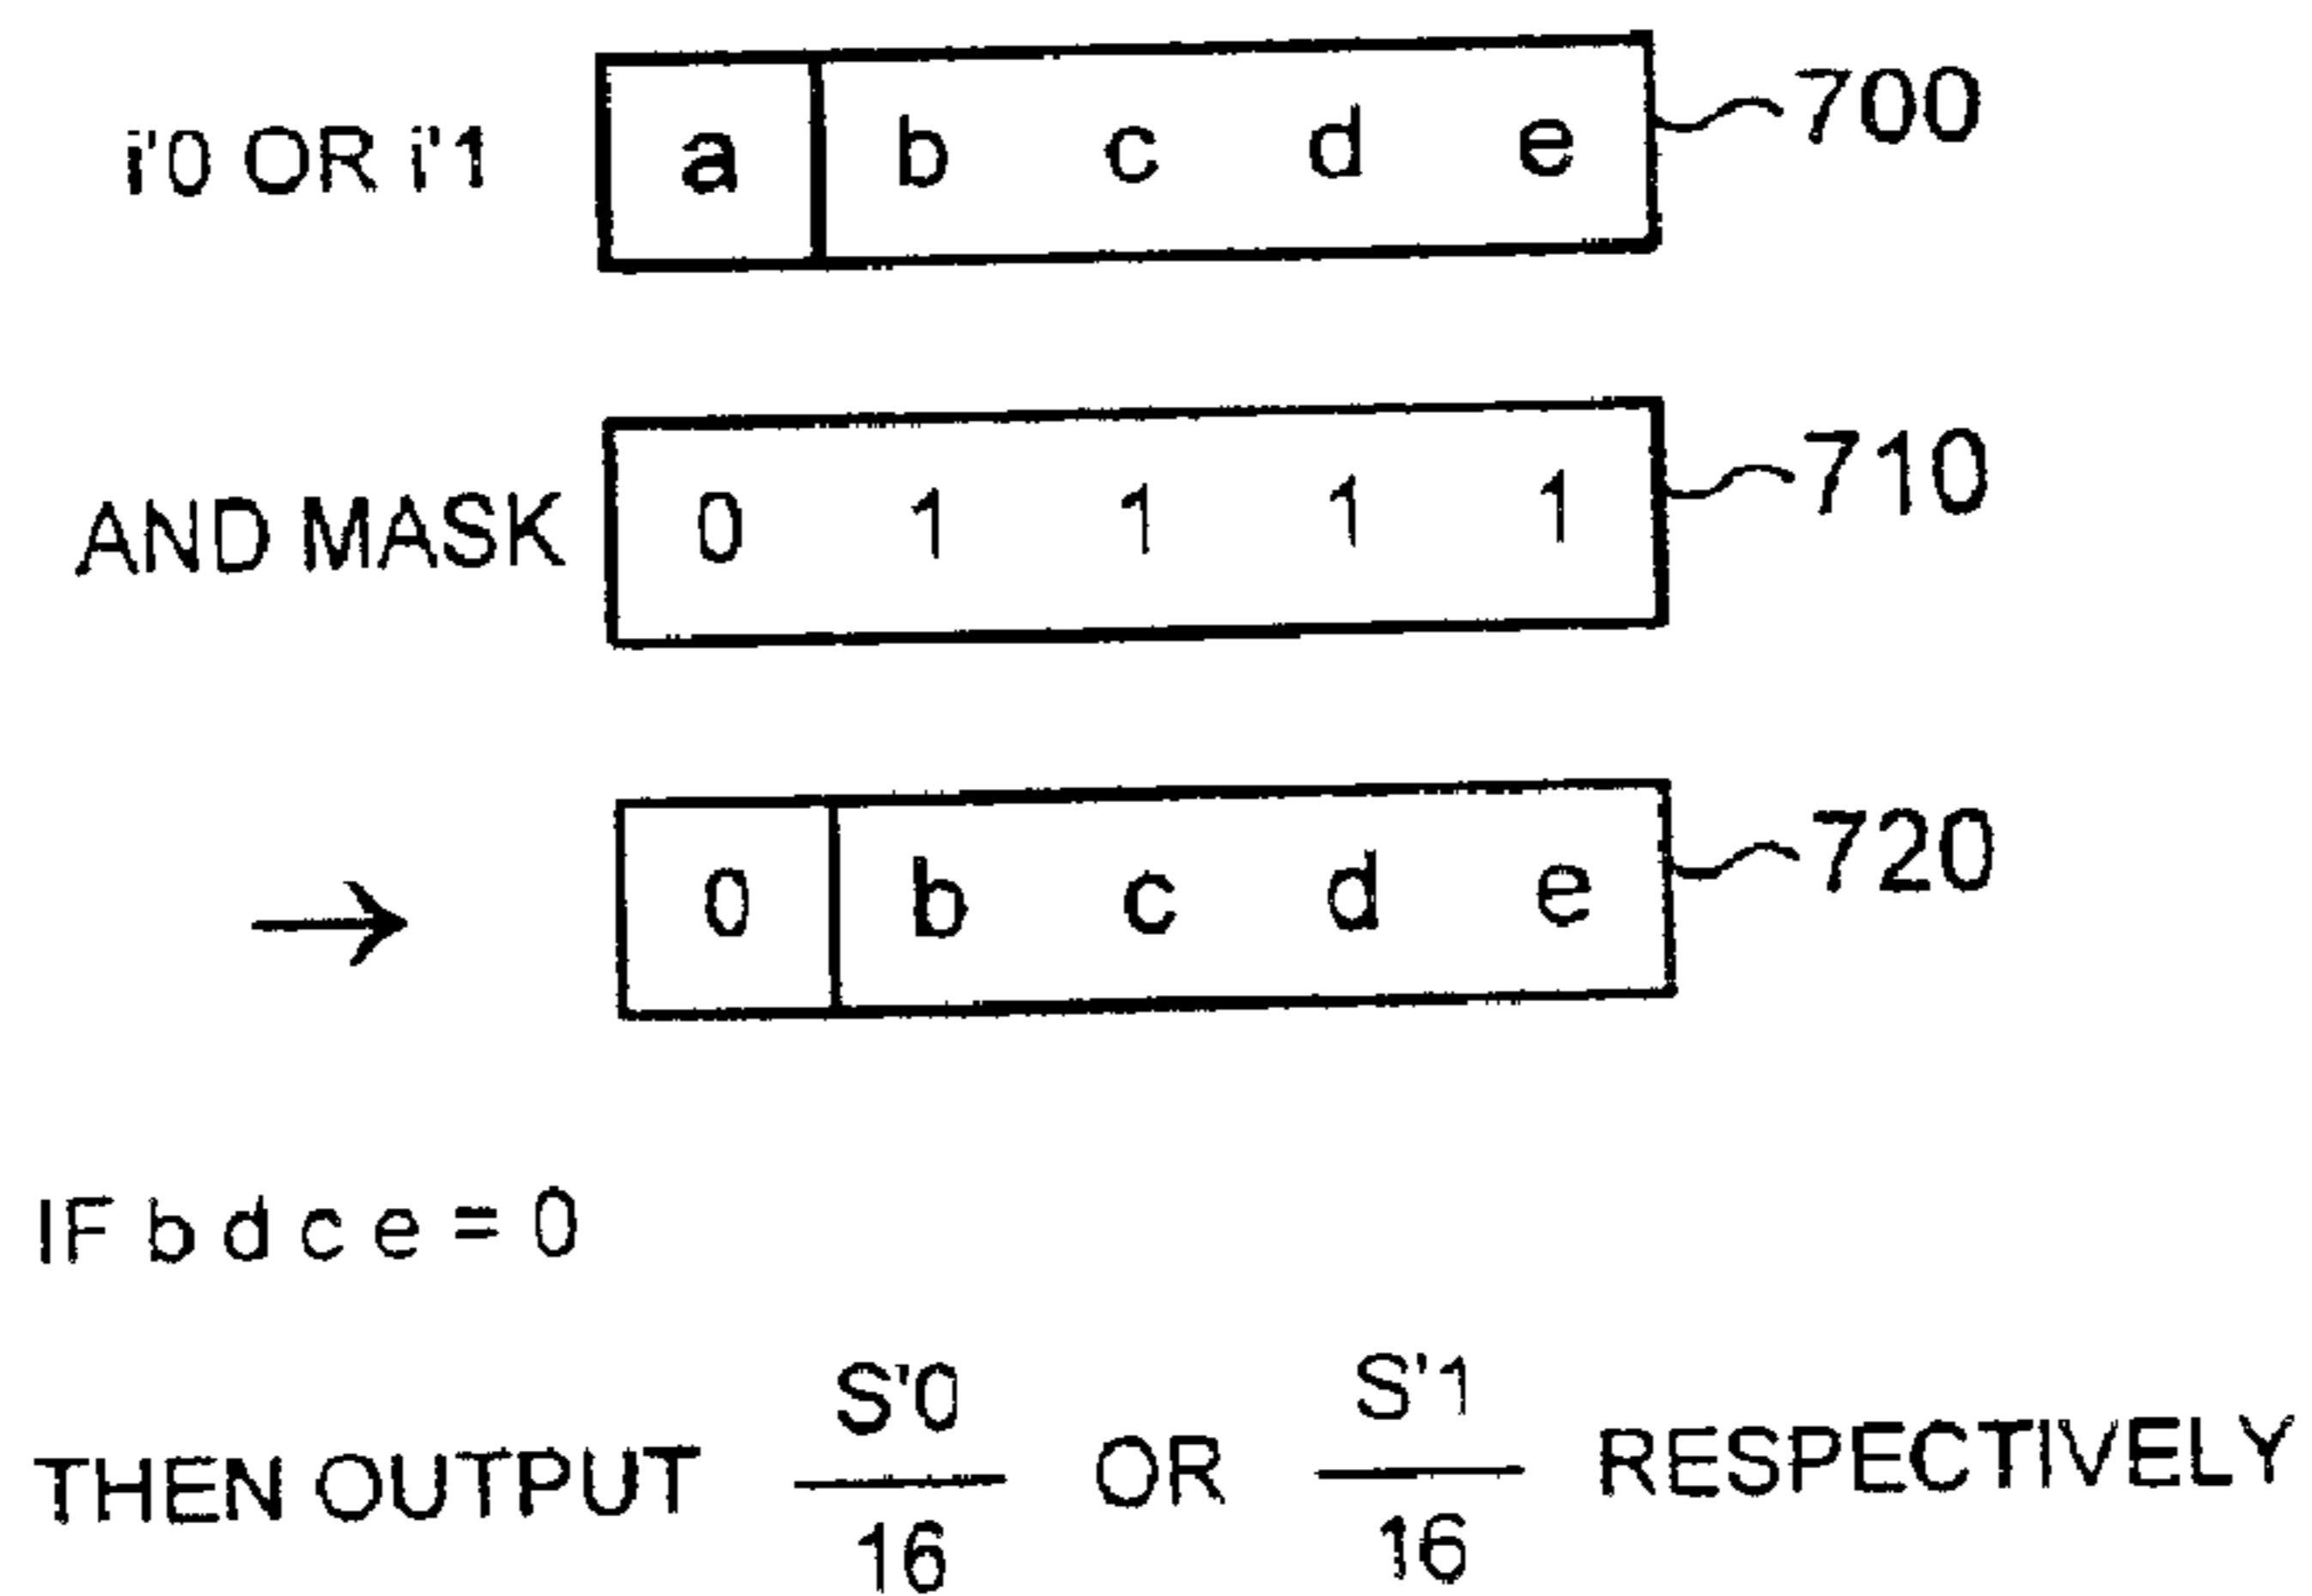 i'0 OR i'1 a b c d e 700
AND MASK 0 1 1 1 1 710
0 b c d e 720
IF b d c e = 0
S'0 S'1
THEN OUTPUT OR RESPECTIVELY
16 16